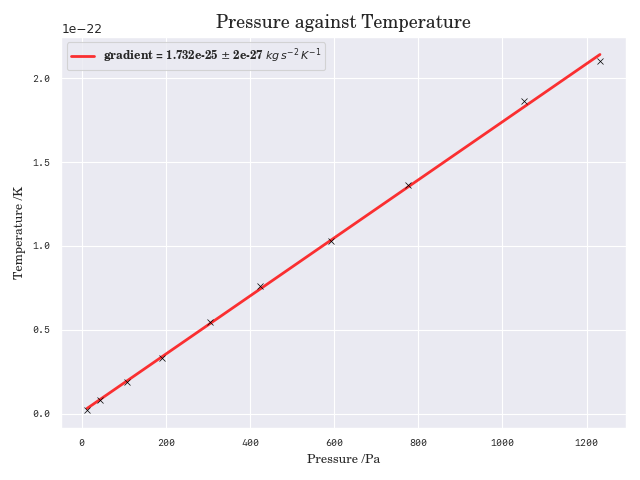 Pressure against Temperature
1e−22
gradient = 1.732e-25 ± 2e-27 kg s⁻² K⁻¹
2.0
1.5
1.0
0.5
0.0
Temperature /K
0 200 400 600 800 1000 1200
Pressure /Pa